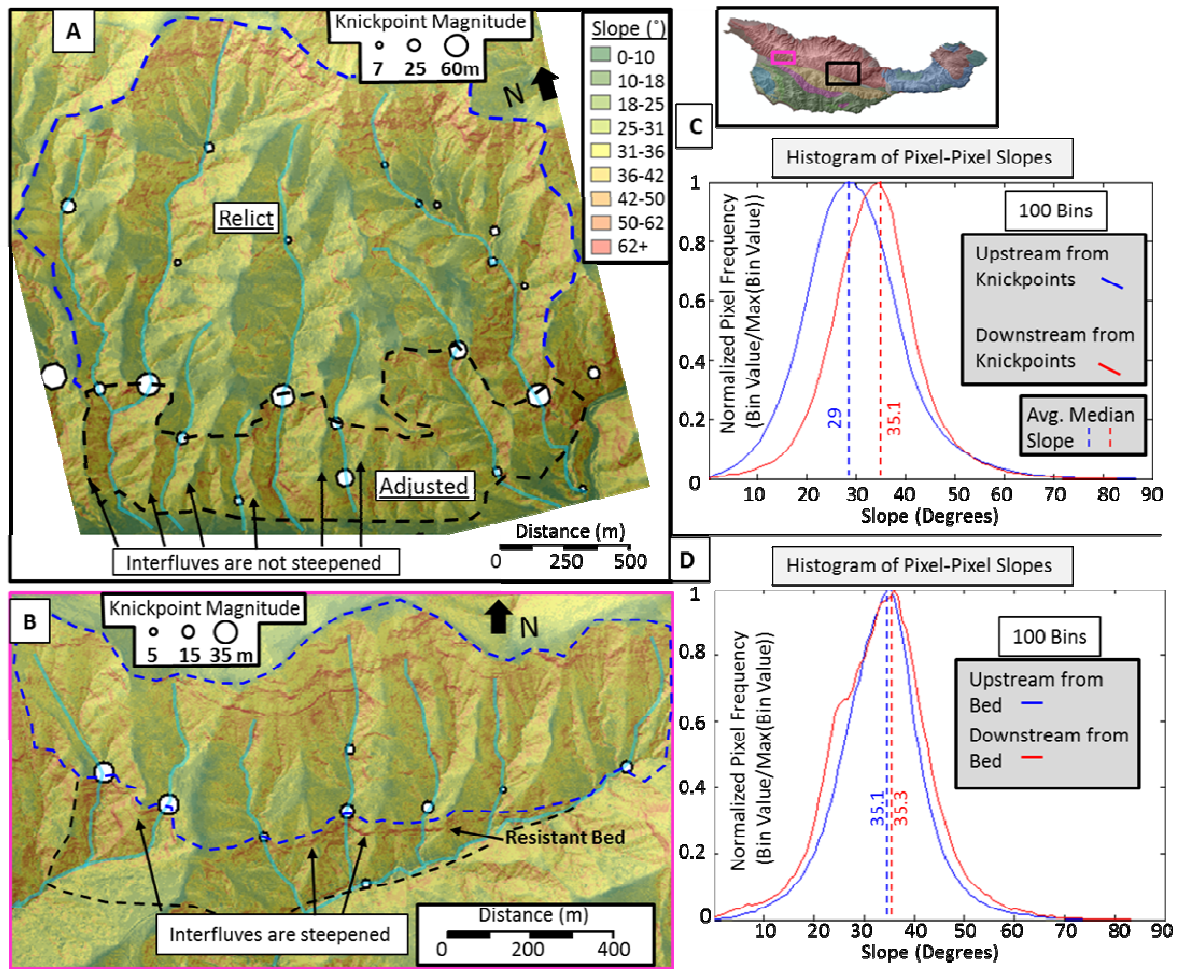 A
Knickpoint Magnitude
7 25 60m
N
Slope (°)
0-10
10-18
18-25
25-31
31-36
36-42
42-50
50-62
62+
Relict
Adjusted
Interfluves are not steepened
Distance (m)
0 250 500
B
Knickpoint Magnitude
5 15 35 m
N
Resistant Bed
Interfluves are steepened
Distance (m)
0 200 400
C
Histogram of Pixel-Pixel Slopes
Normalized Pixel Frequency
(Bin Value/Max(Bin Value))
1
0.8
0.6
0.4
0.2
0
100 Bins
Upstream from
Knickpoints
Downstream from
Knickpoints
Avg. Median
Slope
29
35.1
10 20 30 40 50 60 70 80 90
Slope (Degrees)
D
Histogram of Pixel-Pixel Slopes
Normalized Pixel Frequency
(Bin Value/Max(Bin Value))
1
0.8
0.6
0.4
0.2
0
100 Bins
Upstream from
Bed
Downstream from
Bed
35.1
35.3
10 20 30 40 50 60 70 80 90
Slope (Degrees)